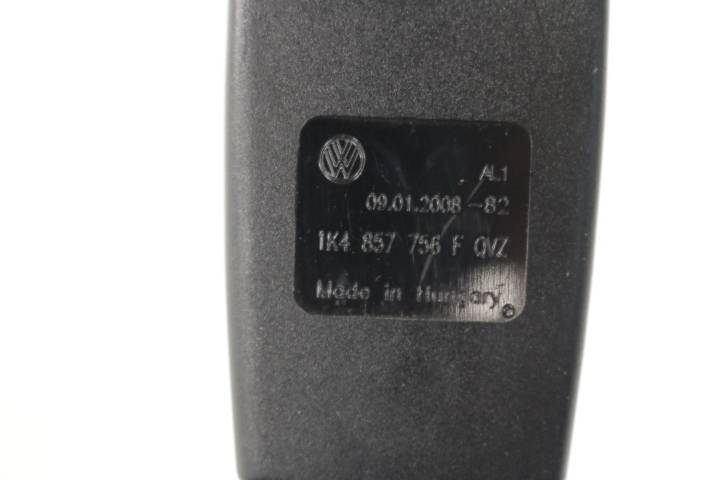 AL1
09.01.2008-82
1K4 857 756 F QVZ
Made in Hungary